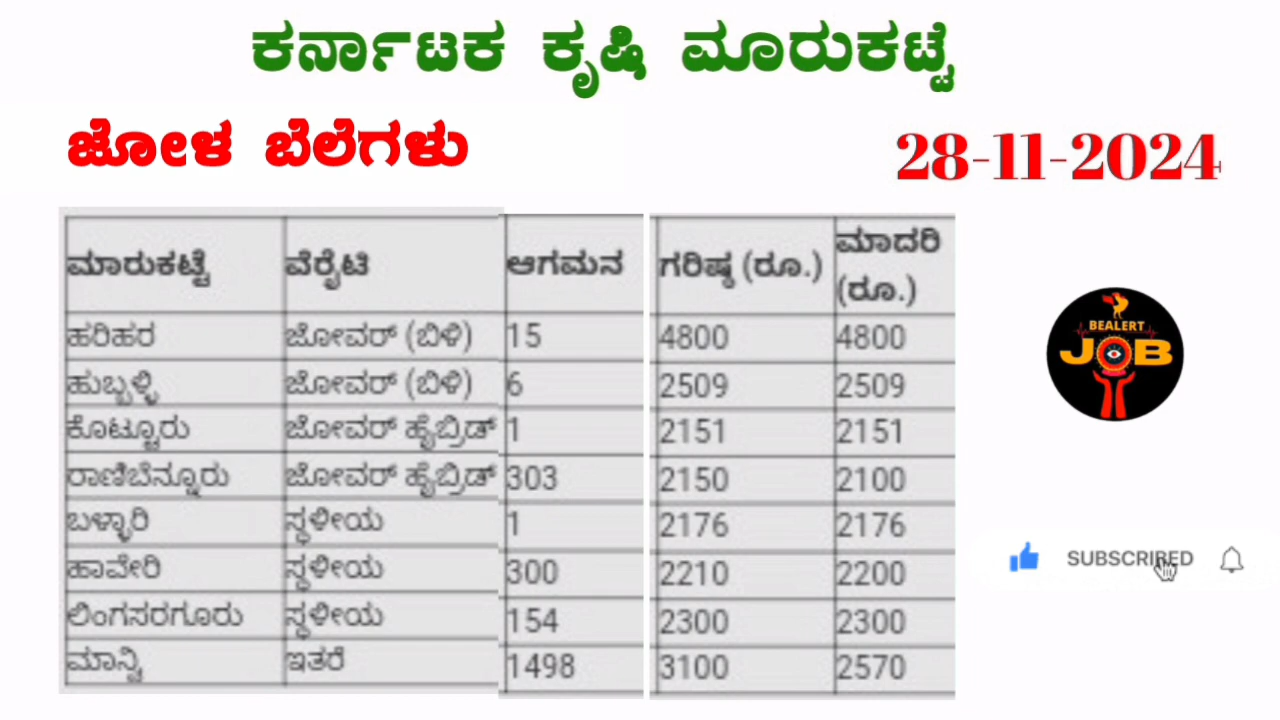 ಕರ್ನಾಟಕ ಕೃಷಿ ಮಾರುಕಟ್ಟೆ
ಜೋಳ ಬೆಲೆಗಳು
28-11-2024
ಮಾರುಕಟ್ಟೆ ವೆರೈಟಿ ಆಗಮನ ಗರಿಷ್ಠ (ರೂ.) ಮಾದರಿ (ರೂ.)
ಹರಿಹರ ಜೋವರ್ (ಬಿಳಿ) 15 4800 4800
ಹುಬ್ಬಳ್ಳಿ ಜೋವರ್ (ಬಿಳಿ) 6 2509 2509
ಕೊಟ್ಟೂರು ಜೋವರ್ ಹೈಬ್ರಿಡ್ 1 2151 2151
ರಾಣಿಬೆನ್ನೂರು ಜೋವರ್ ಹೈಬ್ರಿಡ್ 303 2150 2100
ಬಳ್ಳಾರಿ ಸ್ಥಳೀಯ 1 2176 2176
ಹಾವೇರಿ ಸ್ಥಳೀಯ 300 2210 2200
ಲಿಂಗಸರಗೂರು ಸ್ಥಳೀಯ 154 2300 2300
ಮಾನ್ವಿ ಇತರೆ 1498 3100 2570
BEALERT
JOB
SUBSCRIBED